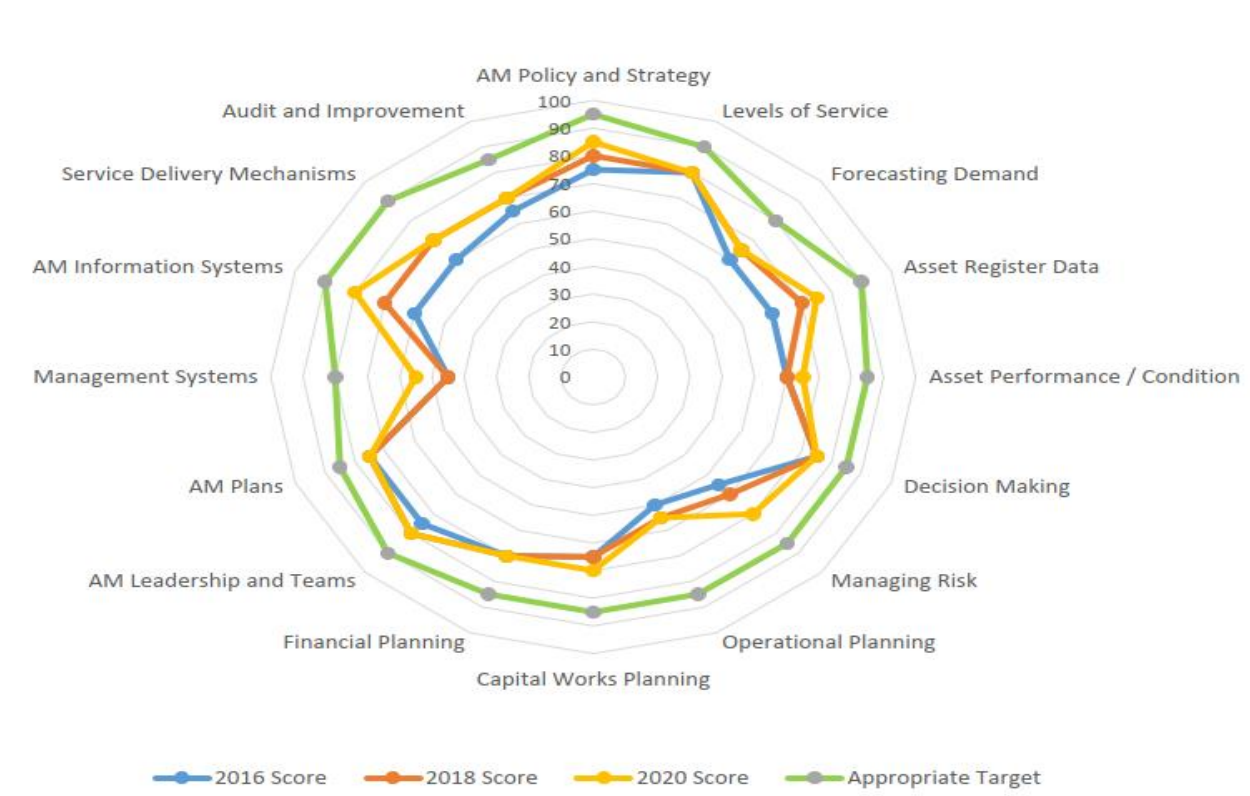 AM Policy and Strategy
Audit and Improvement
Levels of Service
Service Delivery Mechanisms
Forecasting Demand
AM Information Systems
Asset Register Data
Management Systems
Asset Performance / Condition
AM Plans
Decision Making
AM Leadership and Teams
Managing Risk
Financial Planning
Operational Planning
Capital Works Planning
100
90
80
70
60
50
40
30
20
10
0
2016 Score
2018 Score
2020 Score
Appropriate Target